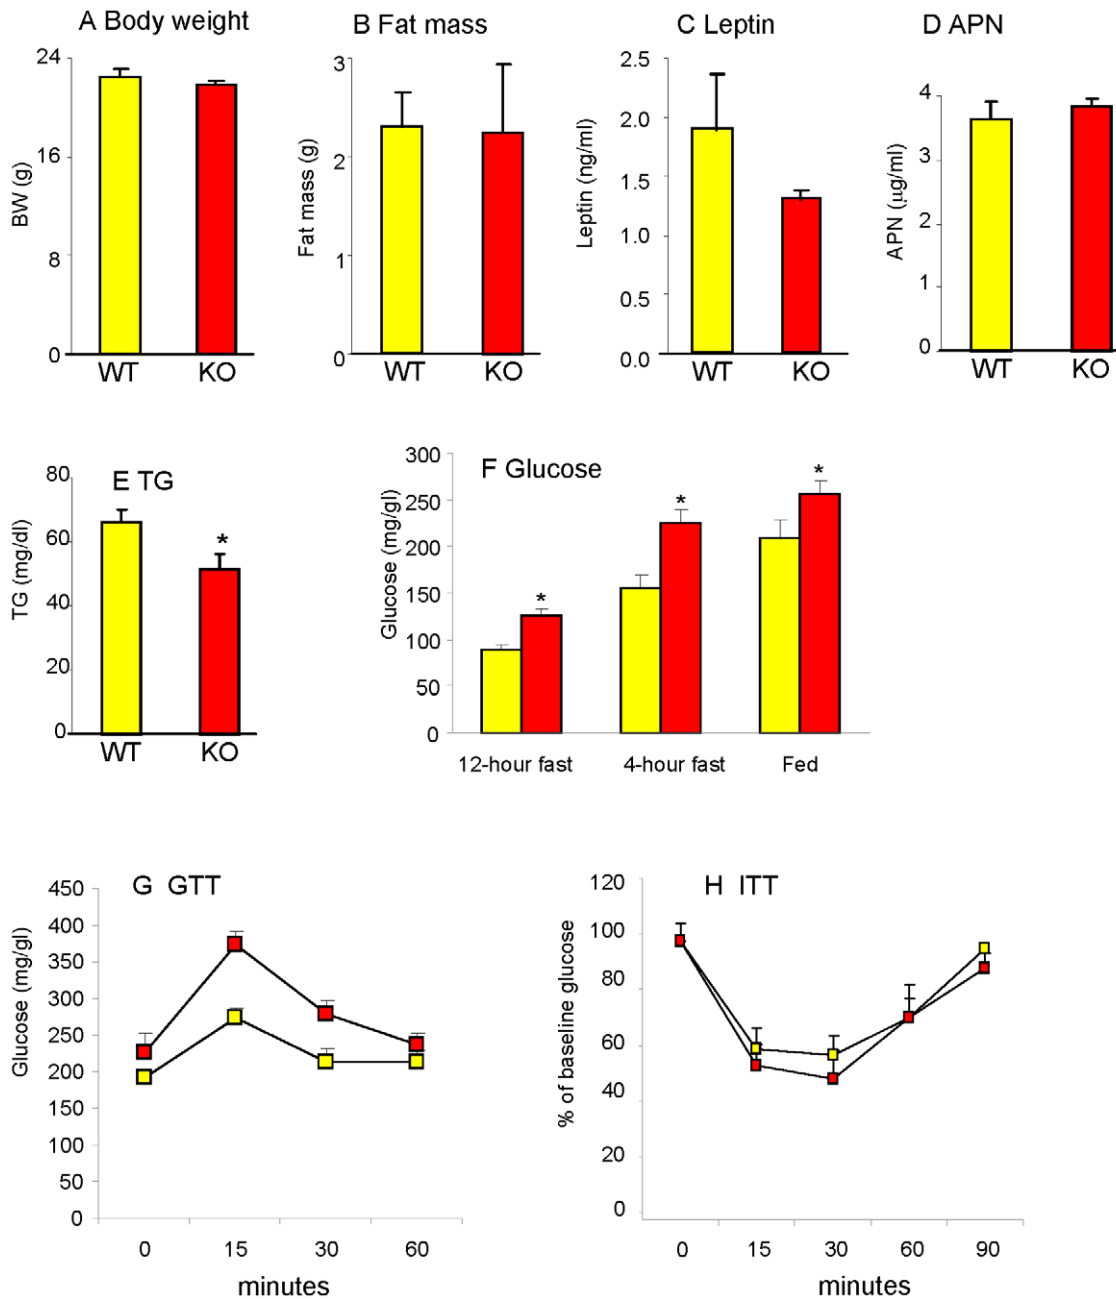 A Body weight
B Fat mass
C Leptin
D APN
BW (g)
24
16
8
0
WT KO
Fat mass (g)
3
2
1
0
WT KO
Leptin (ng/ml)
2.5
2.0
1.5
1.0
0.5
0.0
WT KO
APN (μg/ml)
4
3
2
1
0
WT KO
E TG
TG (mg/dl)
80
60
40
20
0
*
WT KO
F Glucose
Glucose (mg/gl)
300
250
200
150
100
50
0
* * *
12-hour fast 4-hour fast Fed
G GTT
Glucose (mg/gl)
450
400
350
300
250
200
150
100
50
0
0 15 30 60
minutes
H ITT
% of baseline glucose
120
100
80
60
40
20
0
0 15 30 60 90
minutes